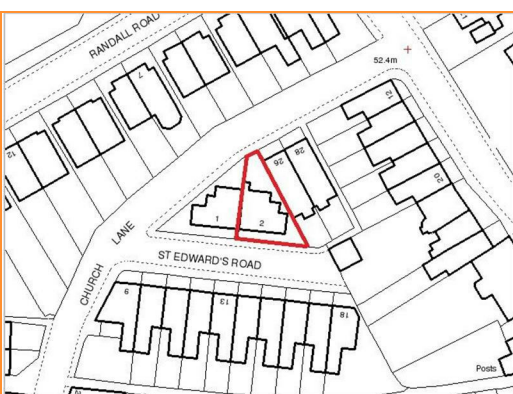 RANDALL ROAD
7
52.4m
12
12
26
28
20
1
2
LANE
CHURCH
ST EDWARD'S ROAD
9
13
18
Posts